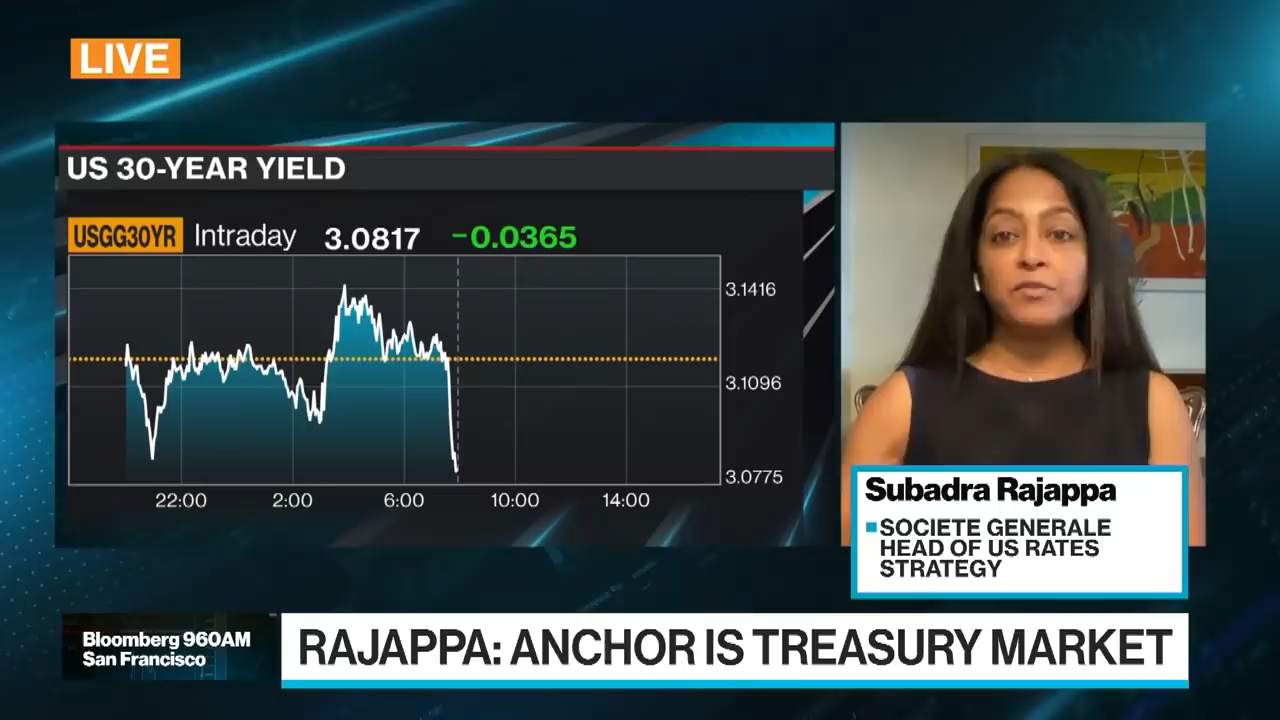 LIVE
US 30-YEAR YIELD
USGG30YR Intraday 3.0817 -0.0365
3.1416
3.1096
3.0775
22:00 2:00 6:00 10:00 14:00
Subadra Rajappa
SOCIETE GENERALE
HEAD OF US RATES
STRATEGY
Bloomberg 960AM
San Francisco
RAJAPPA: ANCHOR IS TREASURY MARKET